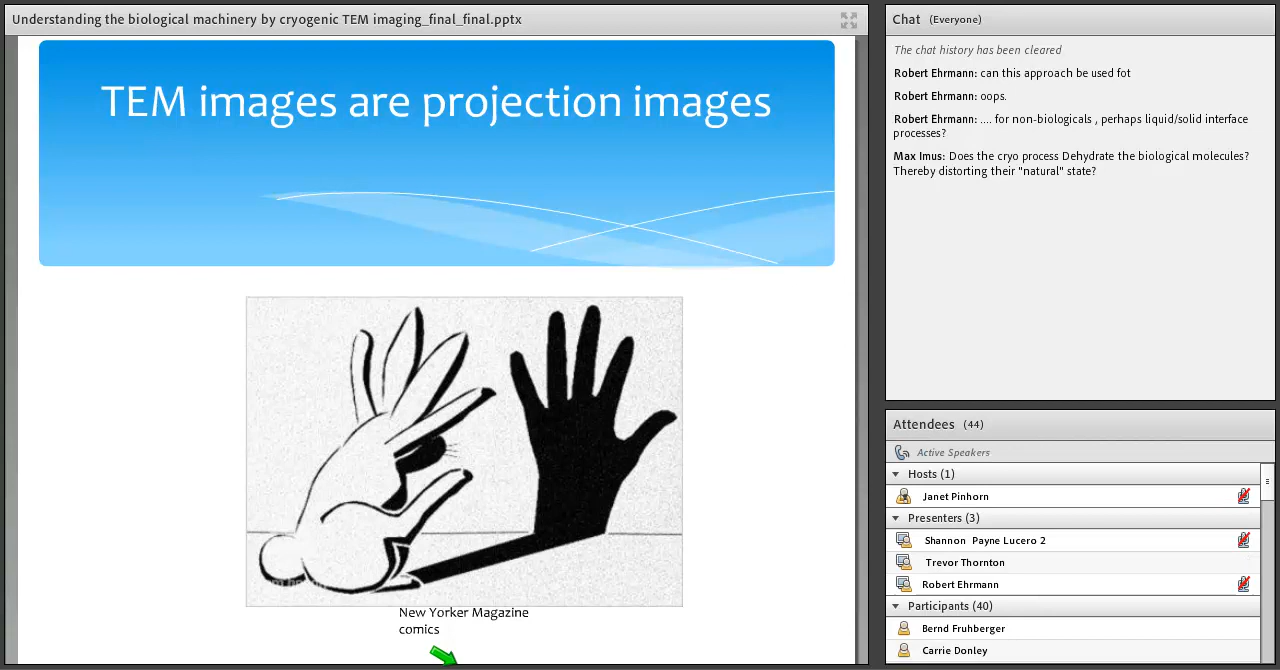 Understanding the biological machinery by cryogenic TEM imaging_final_final.pptx
TEM images are projection images
New Yorker Magazine
comics
Chat (Everyone)
The chat history has been cleared
Robert Ehrmann: can this approach be used fot
Robert Ehrmann: oops.
Robert Ehrmann: .... for non-biologicals , perhaps liquid/solid interface
processes?
Max Imus: Does the cryo process Dehydrate the biological molecules?
Thereby distorting their "natural" state?
Attendees (44)
Active Speakers
Hosts (1)
Janet Pinhorn
Presenters (3)
Shannon Payne Lucero 2
Trevor Thornton
Robert Ehrmann
Participants (40)
Bernd Fruhberger
Carrie Donley